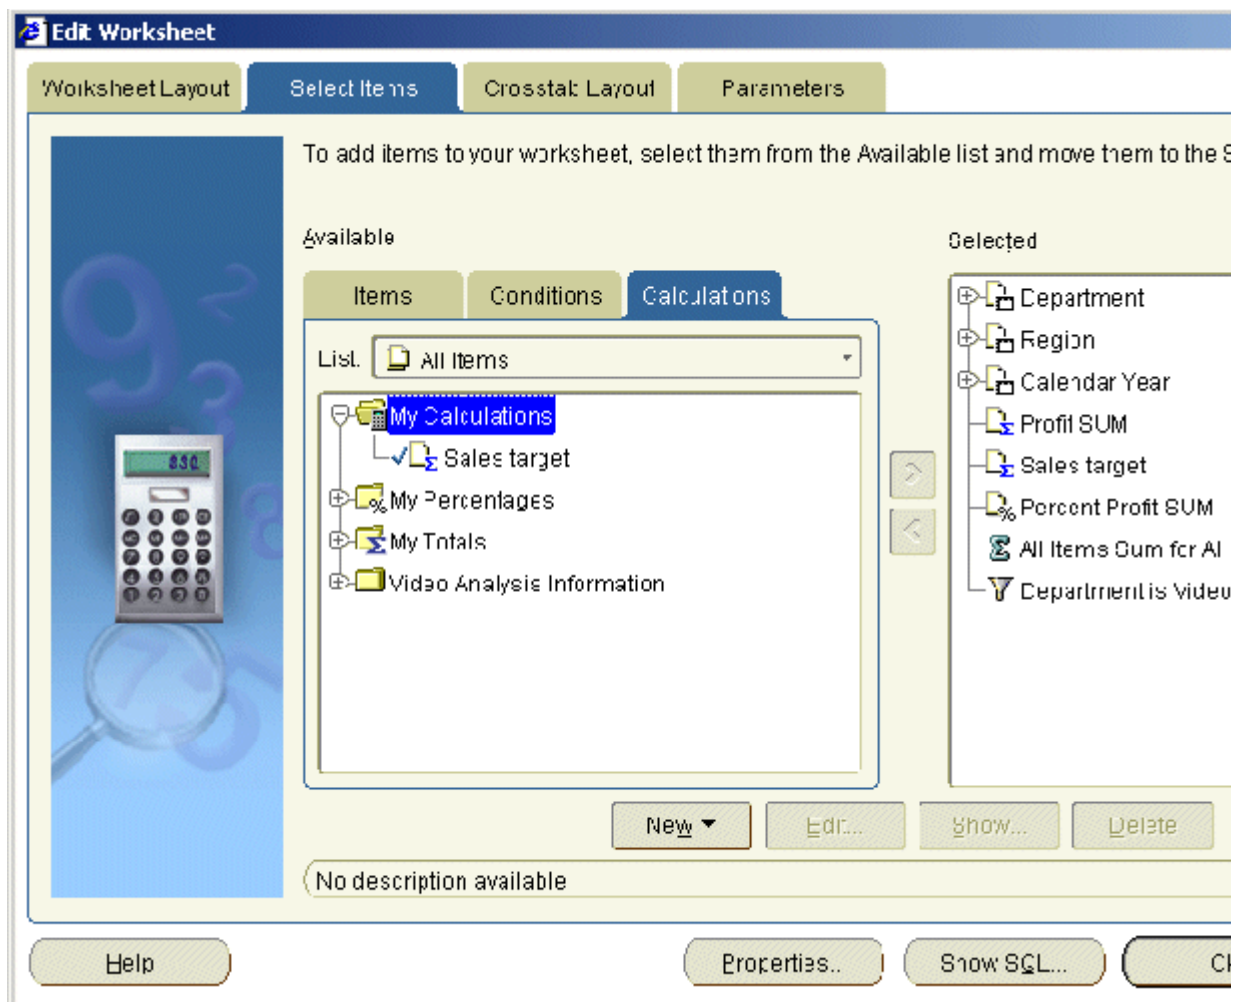 Edit Worksheet
Worksheet Layout Select Items Crosstab Layout Parameters
To add items to your worksheet, select them from the Available list and move them to the S
Available
Selected
Items Conditions Calculations
List: All Items
My Calculations
Sales target
My Percentages
My Totals
Video Analysis Information
Department
Region
Calendar Year
Profit SUM
Sales target
Percent Profit SUM
All Items Sum for Al
Department is Video
New Edit... Show... Delete
No description available
Help Properties... Show SQL...